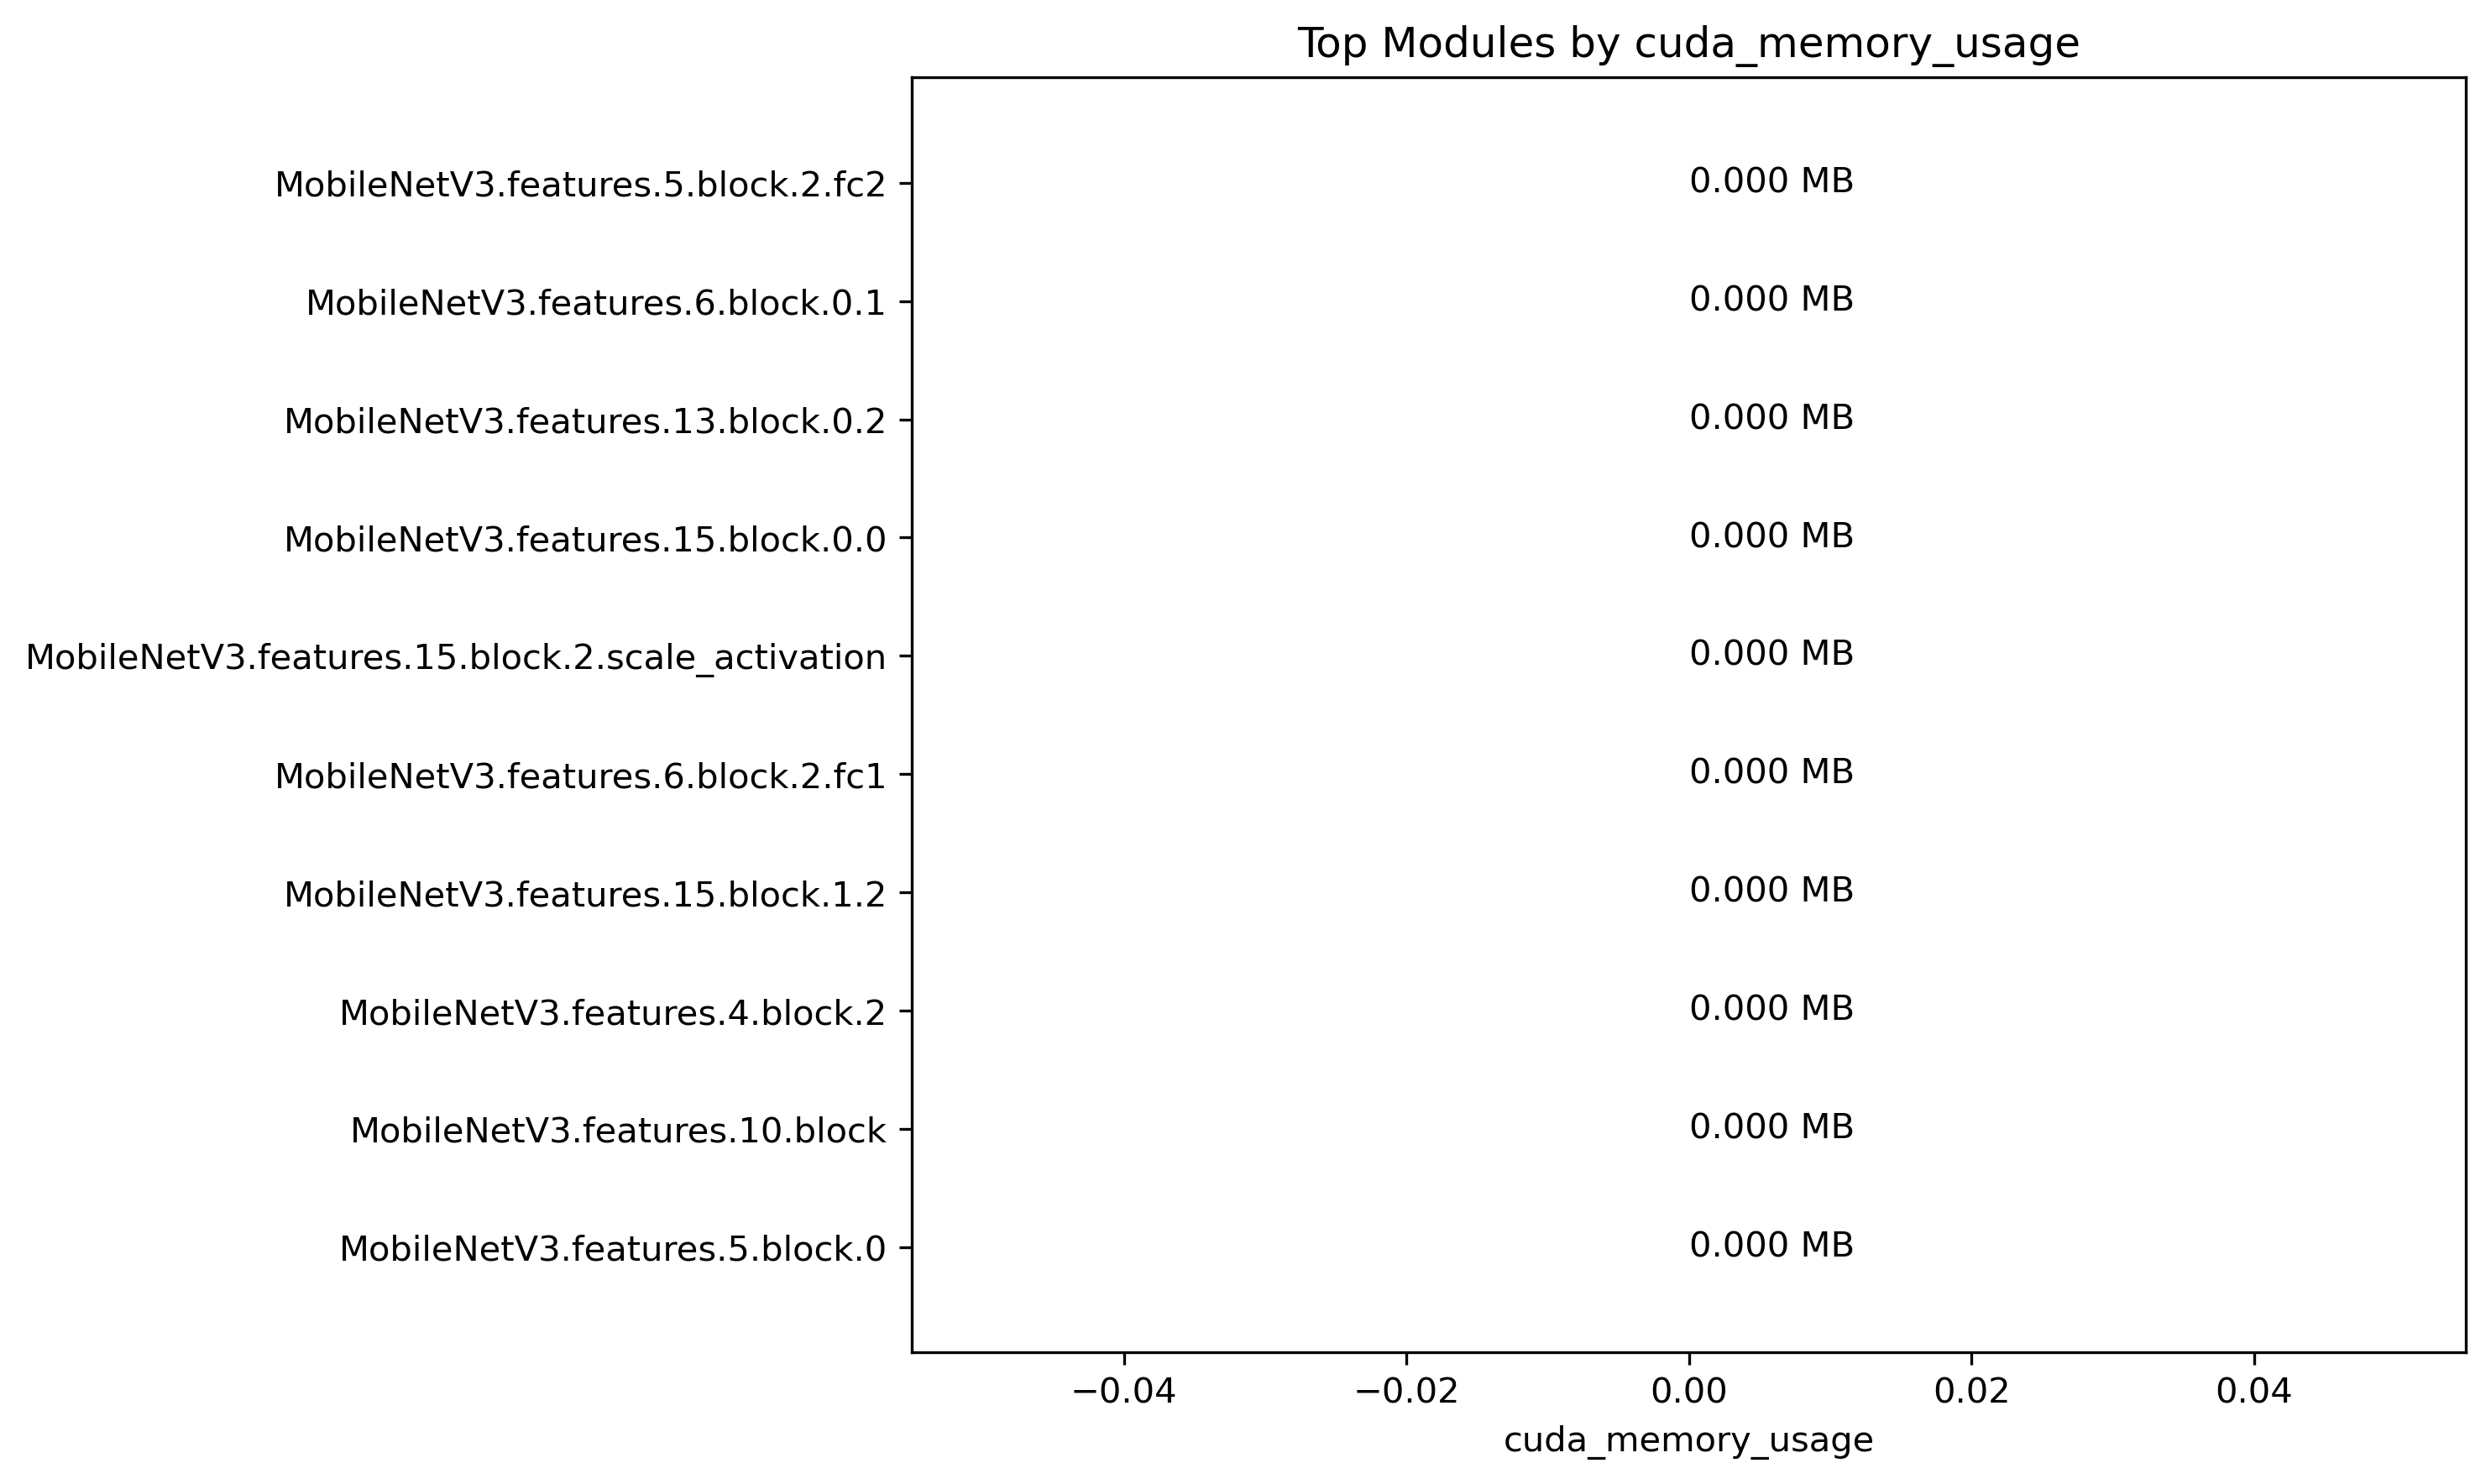 Top Modules by cuda_memory_usage
MobileNetV3.features.5.block.2.fc2 0.000 MB
MobileNetV3.features.6.block.0.1 0.000 MB
MobileNetV3.features.13.block.0.2 0.000 MB
MobileNetV3.features.15.block.0.0 0.000 MB
MobileNetV3.features.15.block.2.scale_activation 0.000 MB
MobileNetV3.features.6.block.2.fc1 0.000 MB
MobileNetV3.features.15.block.1.2 0.000 MB
MobileNetV3.features.4.block.2 0.000 MB
MobileNetV3.features.10.block 0.000 MB
MobileNetV3.features.5.block.0 0.000 MB
−0.04 −0.02 0.00 0.02 0.04
cuda_memory_usage